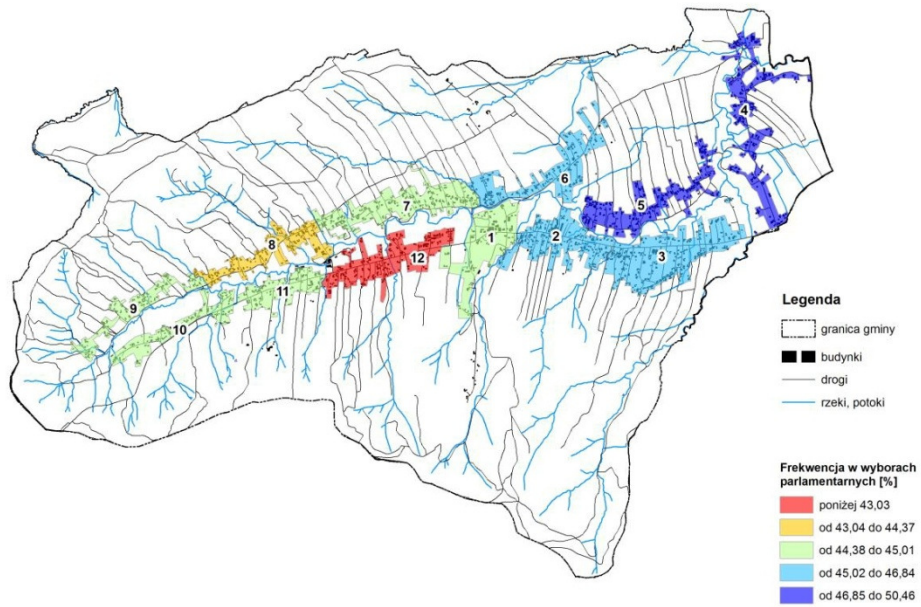 4
6
5
7
1
2
8
12
3
11
9
10
Legenda
granica gminy
budynki
drogi
rzeki, potoki
Frekwencja w wyborach
parlamentarnych [%]
poniżej 43,03
od 43,04 do 44,37
od 44,38 do 45,01
od 45,02 do 46,84
od 46,85 do 50,46